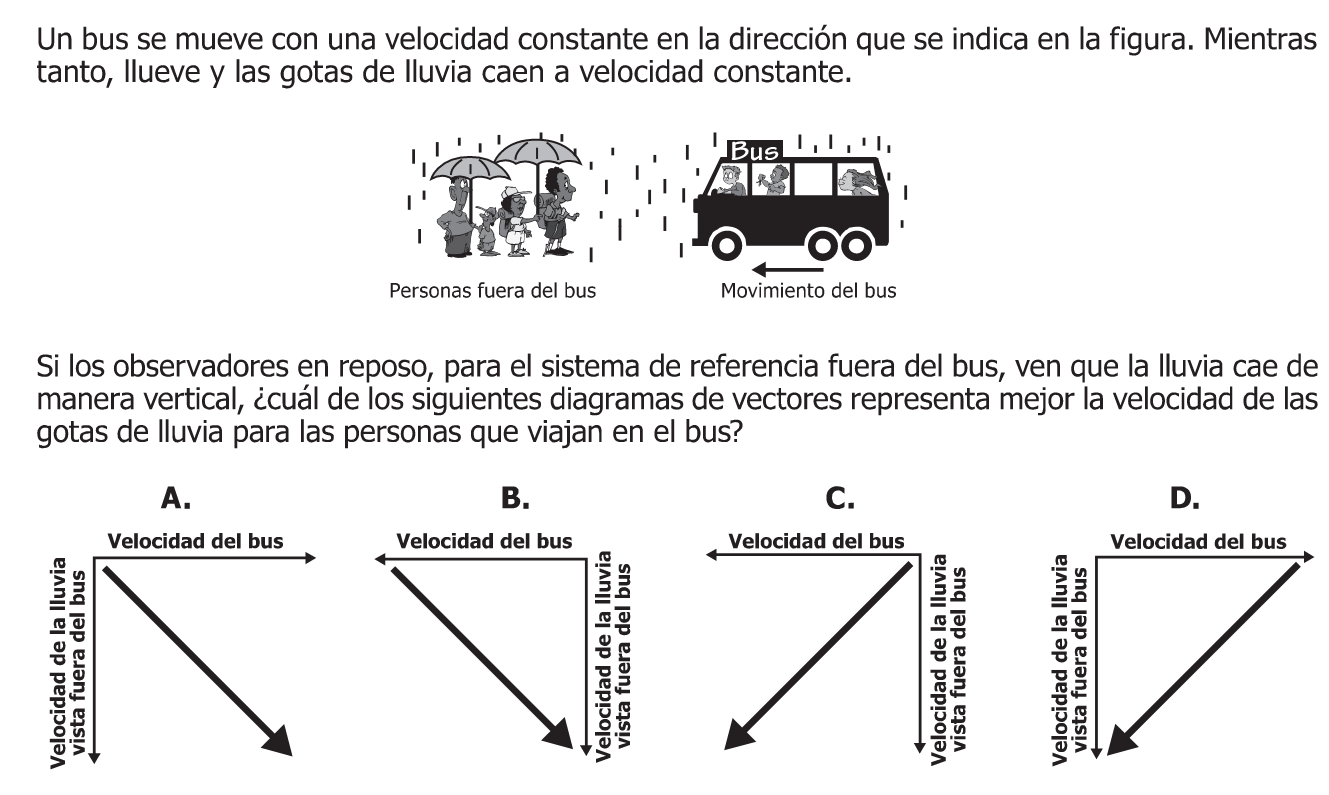 Un bus se mueve con una velocidad constante en la dirección que se indica en la figura. Mientras
tanto, llueve y las gotas de lluvia caen a velocidad constante.
Bus
Personas fuera del bus
Movimiento del bus
Si los observadores en reposo, para el sistema de referencia fuera del bus, ven que la lluvia cae de
manera vertical, ¿cuál de los siguientes diagramas de vectores representa mejor la velocidad de las
gotas de lluvia para las personas que viajan en el bus?
A.
Velocidad del bus
Velocidad de la lluvia
vista fuera del bus
B.
Velocidad del bus
Velocidad de la lluvia
vista fuera del bus
C.
Velocidad del bus
Velocidad de la lluvia
vista fuera del bus
D.
Velocidad del bus
Velocidad de la lluvia
vista fuera del bus